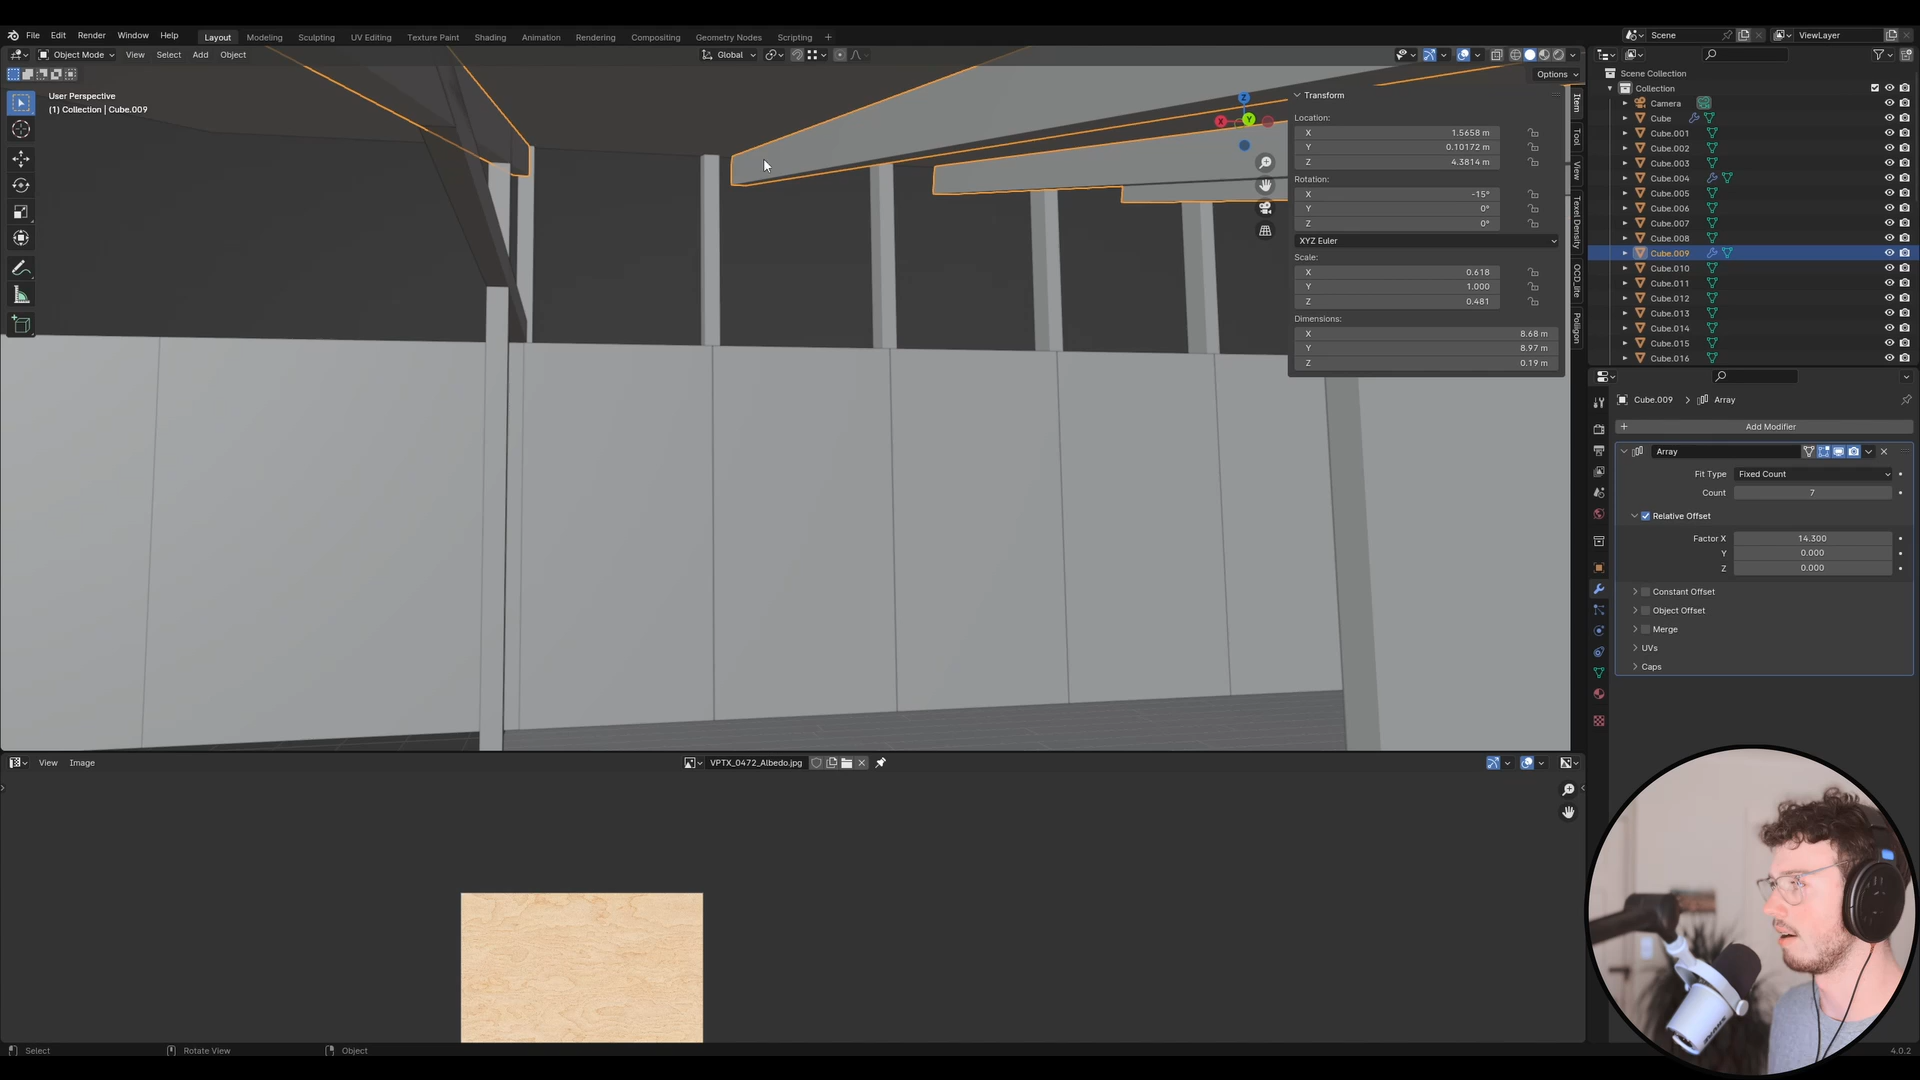 File Edit Render Window Help Layout Modeling Sculpting UV Editing Texture Paint Shading Animation Rendering Compositing Geometry Nodes Scripting + Scene ViewLayer
Object Mode View Select Add Object Global
Options
User Perspective
(1) Collection | Cube.009
Transform
Location:
X 1.5658 m
Y 0.10172 m
Z 4.3814 m
Rotation:
X -15°
Y 0°
Z 0°
XYZ Euler
Scale:
X 0.618
Y 1.000
Z 0.481
Dimensions:
X 8.68 m
Y 8.97 m
Z 0.19 m
Item
Tool
View
Texel Density
OCD_lite
Poliigon
Z
X
Y
Scene Collection
Collection
Camera
Cube
Cube.001
Cube.002
Cube.003
Cube.004
Cube.005
Cube.006
Cube.007
Cube.008
Cube.009
Cube.010
Cube.011
Cube.012
Cube.013
Cube.014
Cube.015
Cube.016
Cube.009 > Array
+ Add Modifier
Array
Fit Type Fixed Count
Count 7
Relative Offset
Factor X 14.300
Y 0.000
Z 0.000
Constant Offset
Object Offset
Merge
UVs
Caps
View Image VPTX_0472_Albedo.jpg
Select Rotate View Object 4.0.2